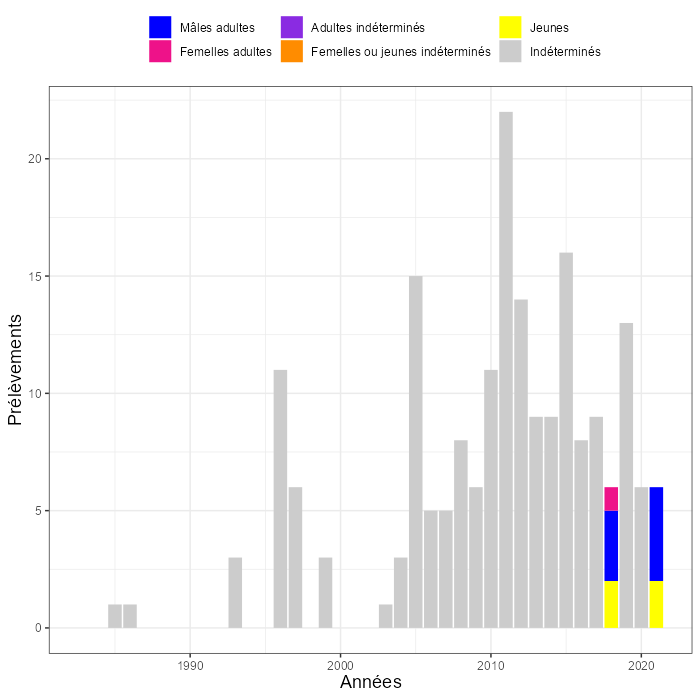 Mâles adultes Adultes indéterminés Jeunes
Femelles adultes Femelles ou jeunes indéterminés Indéterminés
Prélèvements
20
15
10
5
0
1990 2000 2010 2020
Années